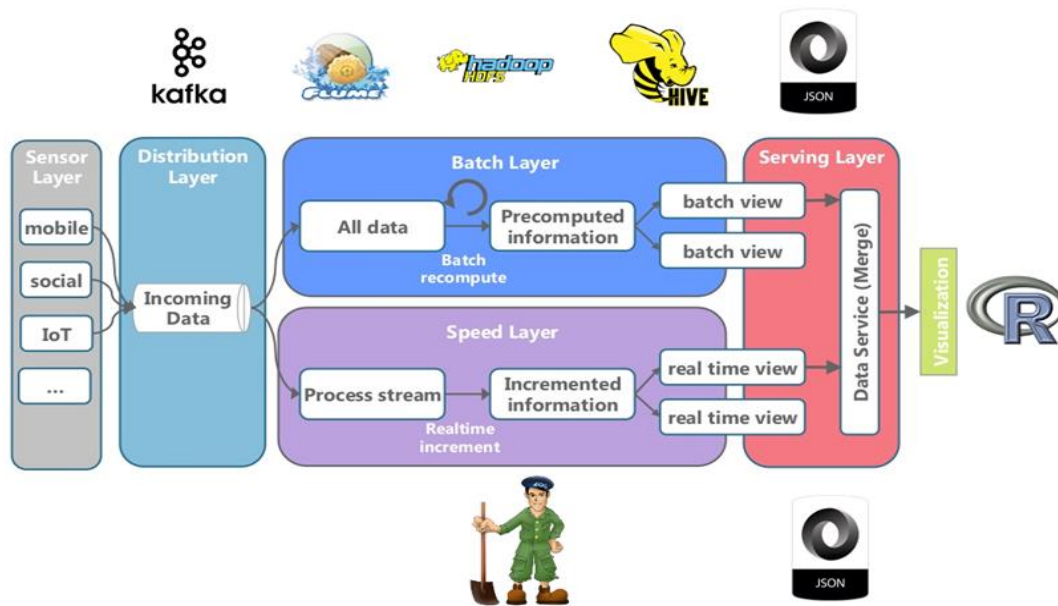 kafka
FLUME
hadoop
HDFS
HIVE
JSON
Sensor
Layer
mobile
social
IoT
...
Distribution
Layer
Incoming
Data
Batch Layer
All data
Batch
recompute
Precomputed
information
batch view
batch view
Speed Layer
Process stream
Realtime
increment
Incremented
information
real time view
real time view
Serving Layer
Data Service (Merge)
Visualization
R
JSON